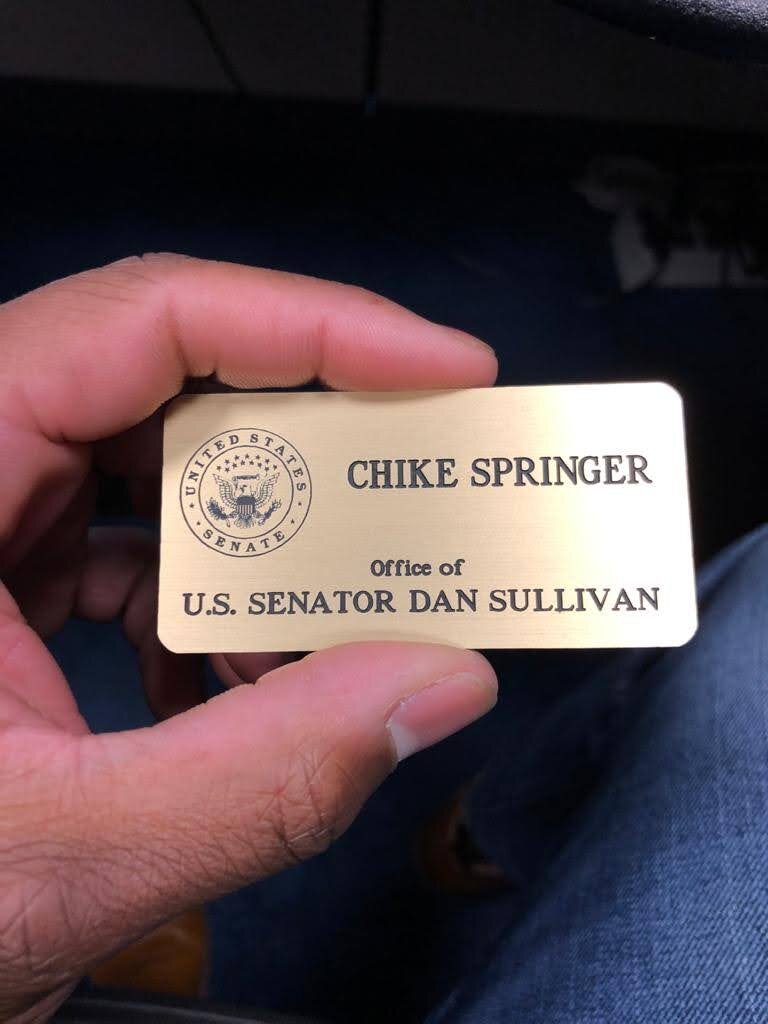 UNITED STATES
SENATE
CHIKE SPRINGER
Office of
U.S. SENATOR DAN SULLIVAN